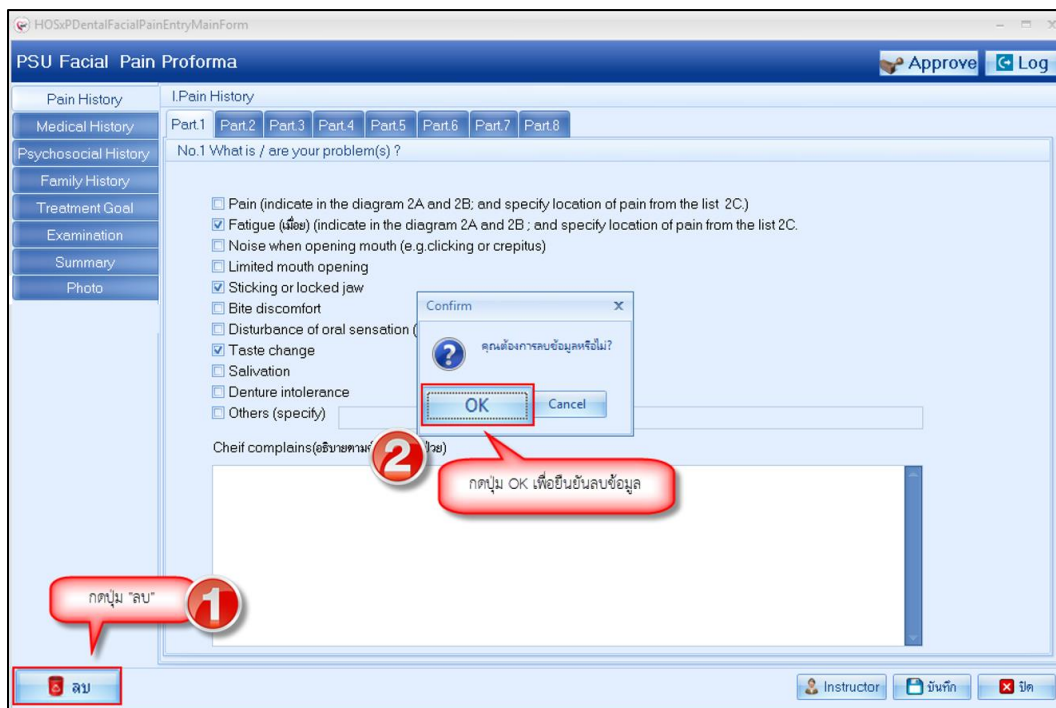 HOSxPDentalFacialPainEntryMainForm
PSU Facial Pain Proforma
Approve
Log
Pain History
Medical History
Psychosocial History
Family History
Treatment Goal
Examination
Summary
Photo
I.Pain History
Part.1 Part.2 Part.3 Part.4 Part.5 Part.6 Part.7 Part.8
No.1 What is / are your problem(s) ?
Pain (indicate in the diagram 2A and 2B; and specify location of pain from the list 2C.)
Fatigue (เมื่อย) (indicate in the diagram 2A and 2B ; and specify location of pain from the list 2C.
Noise when opening mouth (e.g.clicking or crepitus)
Limited mouth opening
Sticking or locked jaw
Bite discomfort
Disturbance of oral sensation (
Taste change
Salivation
Denture intolerance
Others (specify)
Confirm
คุณต้องการลบข้อมูลหรือไม่?
OK Cancel
Cheif complains(อธิบายตาม
2
กดปุ่ม OK เพื่อยืนยันลบข้อมูล
กดปุ่ม "ลบ"
1
ลบ
Instructor บันทึก ปิด